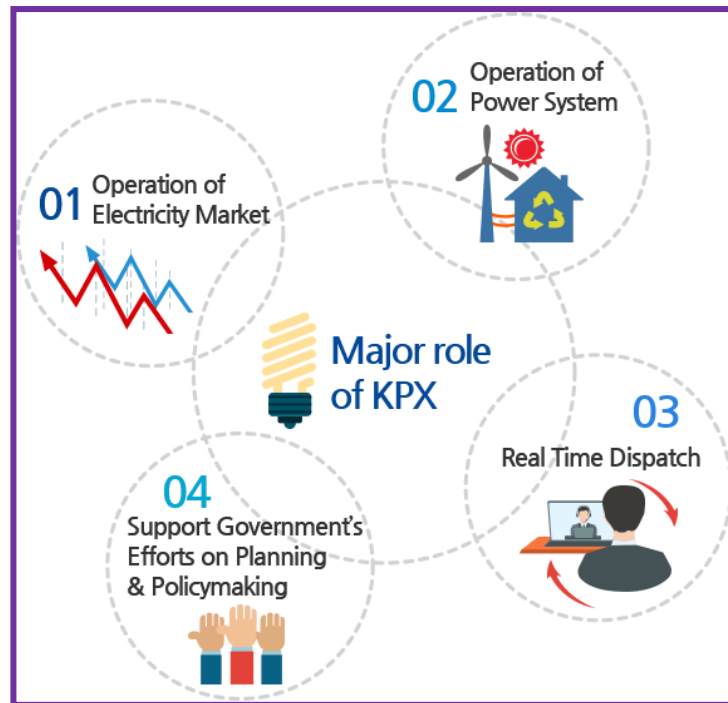 01
Operation of
Electricity Market
02
Operation of
Power System
Major role
of KPX
03
Real Time Dispatch
04
Support Government's
Efforts on Planning
& Policymaking